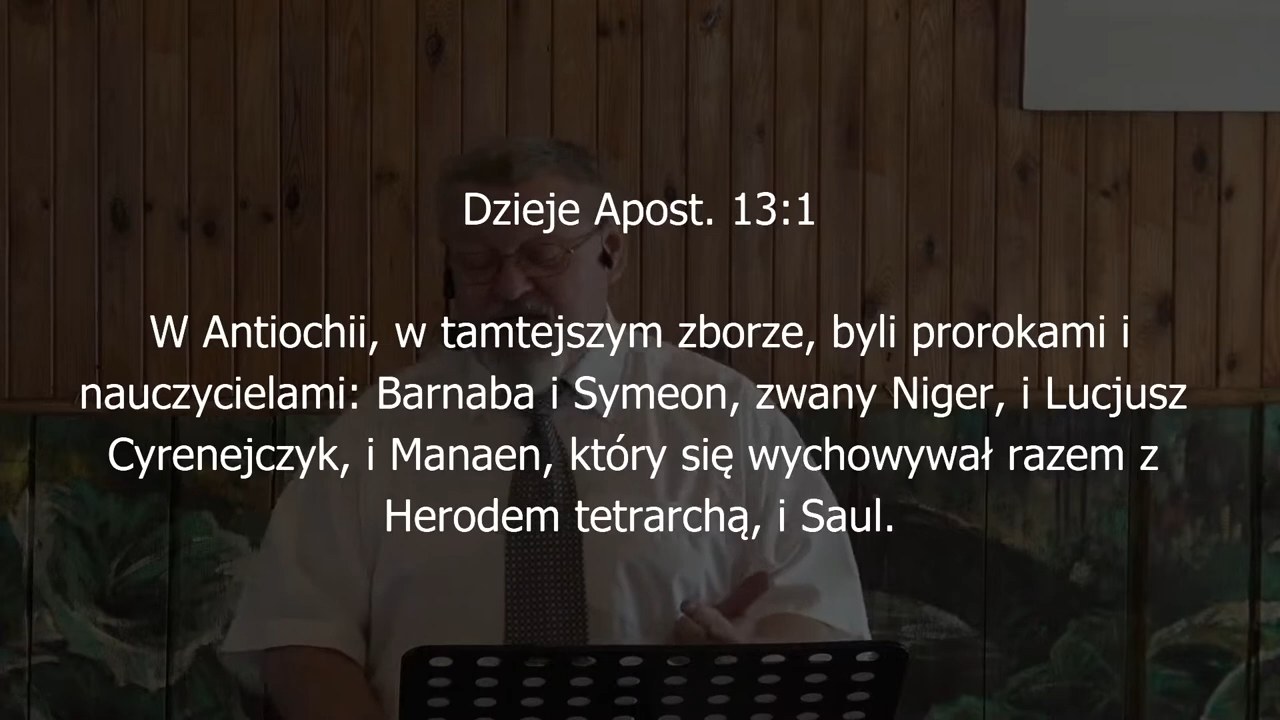 Dzieje Apost. 13:1
W Antiochii, w tamtejszym zborze, byli prorokami i
nauczycielami: Barnaba i Symeon, zwany Niger, i Lucjusz
Cyrenejczyk, i Manaen, który się wychowywał razem z
Herodem tetrarchą, i Saul.